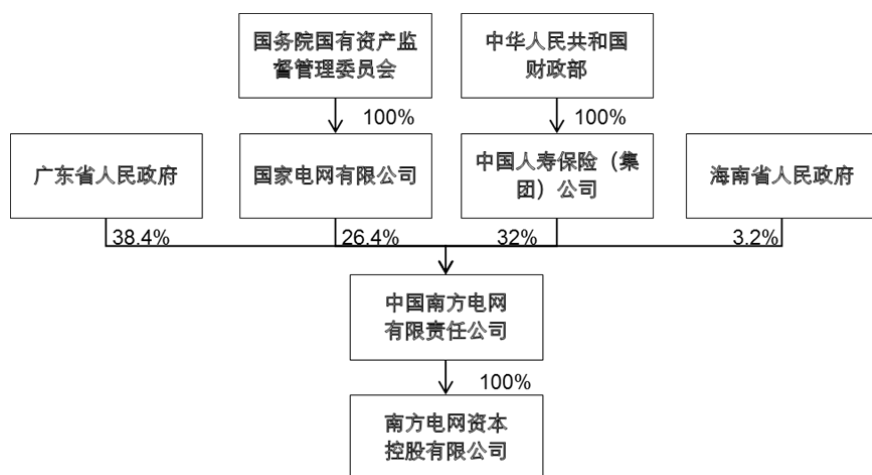 国务院国有资产监
督管理委员会
中华人民共和国
财政部
100%
100%
广东省人民政府
国家电网有限公司
中国人寿保险（集
团）公司
海南省人民政府
38.4%
26.4%
32%
3.2%
中国南方电网
有限责任公司
100%
南方电网资本
控股有限公司